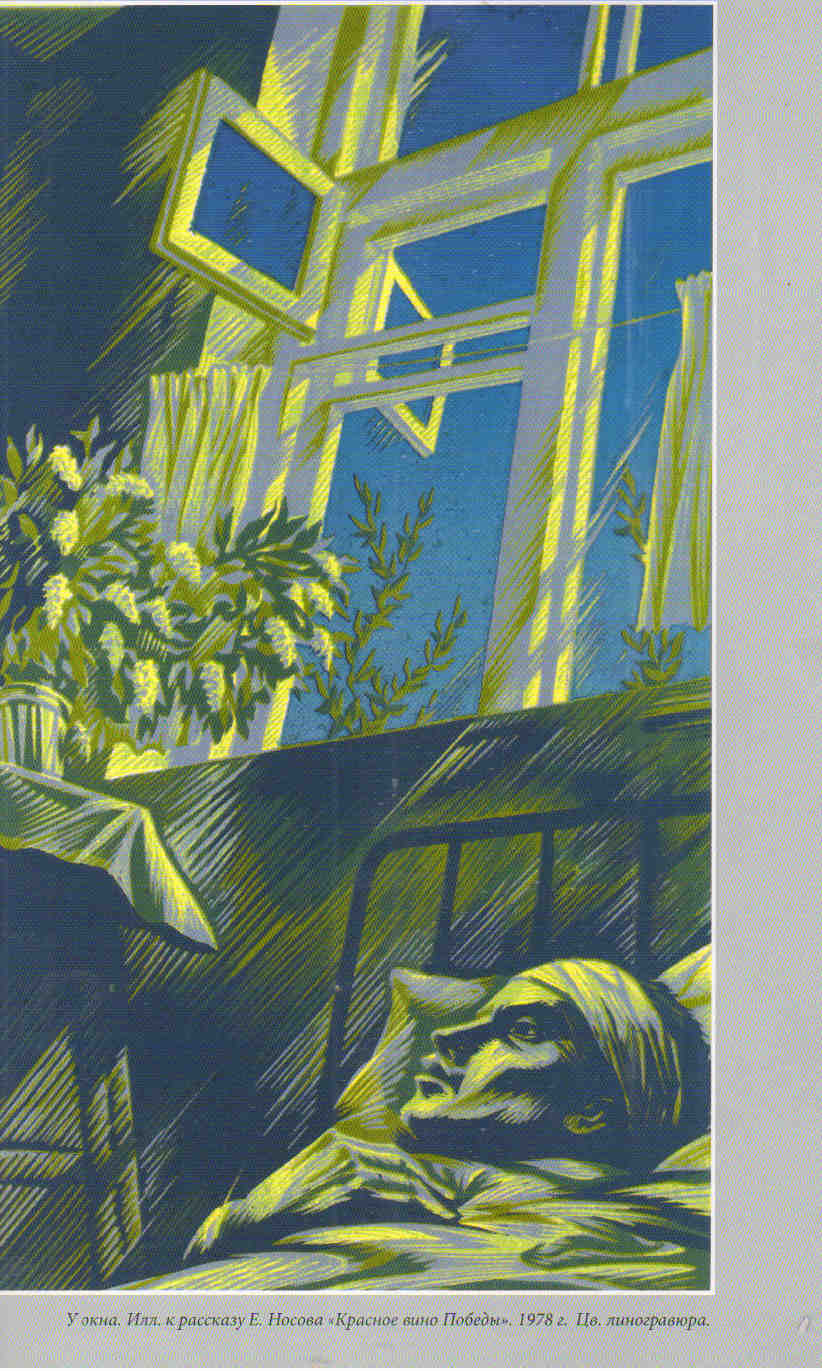 У окна. Илл. к рассказу Е. Носова «Красное вино Победы». 1978 г. Цв. линогравюра.